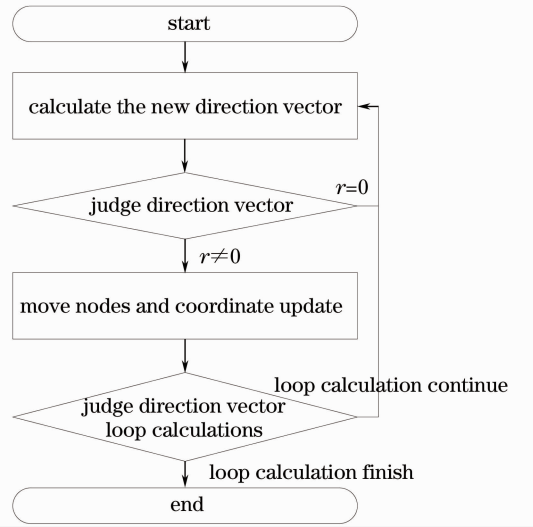 start
calculate the new direction vector
r=0
judge direction vector
r≠0
move nodes and coordinate update
loop calculation continue
judge direction vector
loop calculations
loop calculation finish
end